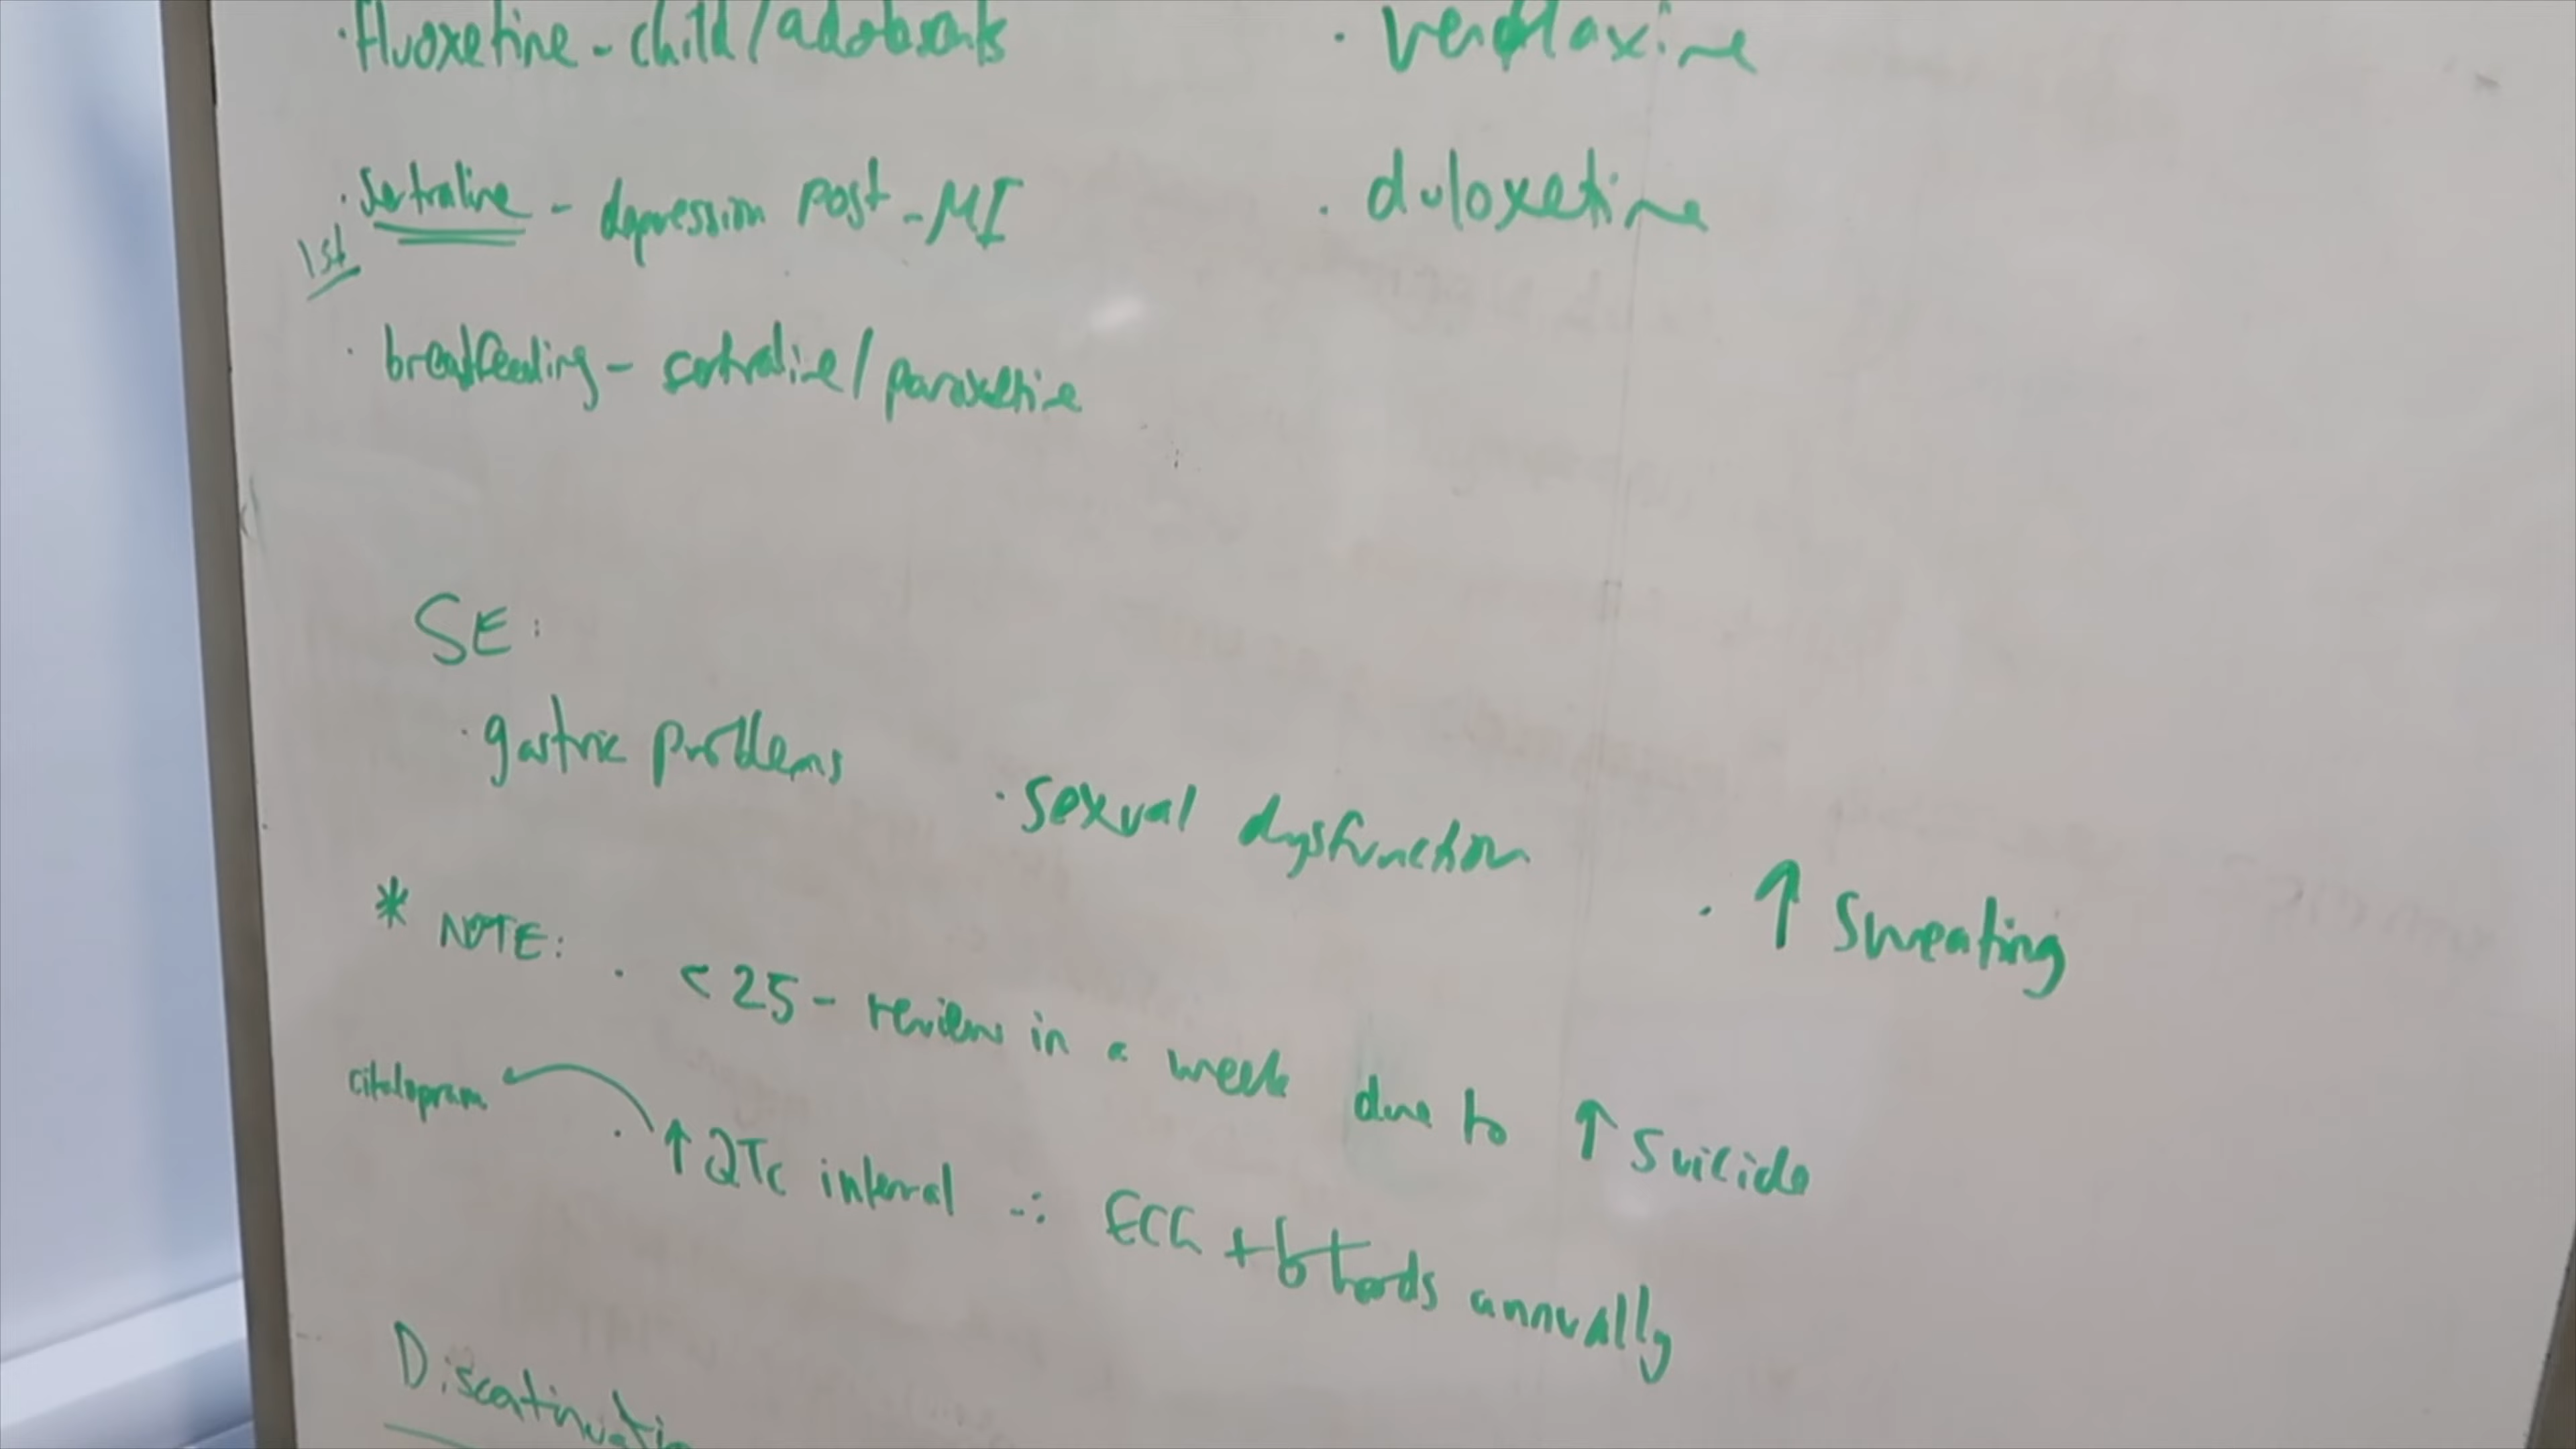 · fluoxetine - child/adolescents
· sertraline - depression post-MI
1st
· breastfeeding - sertraline/paroxetine
· venlafaxine
· duloxetine
SE:
· gastric problems
· sexual dysfunction
· ↑ sweating
* NOTE: · <25 - review in a week due to ↑ suicide
citalopram
· ↑ QTc interval ∴ ECG + bloods annually
Discontinuation